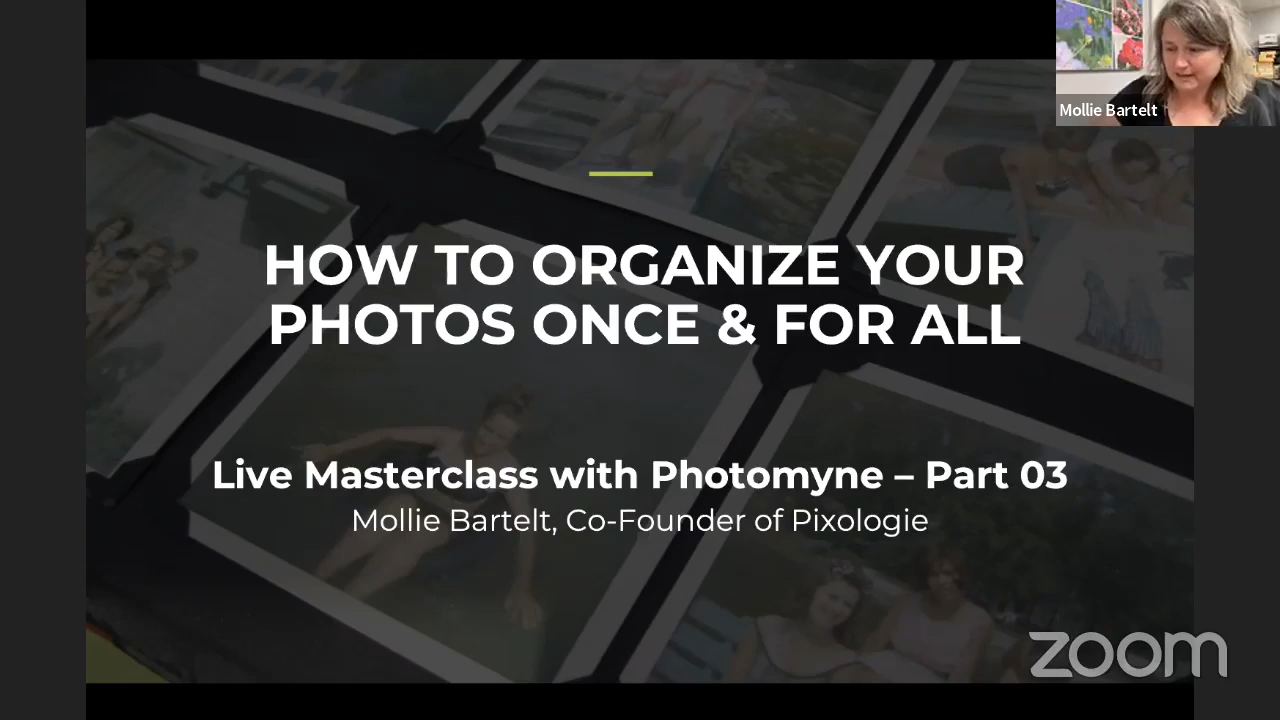 Mollie Bartelt
HOW TO ORGANIZE YOUR
PHOTOS ONCE & FOR ALL
Live Masterclass with Photomyne – Part 03
Mollie Bartelt, Co-Founder of Pixologie
zoom